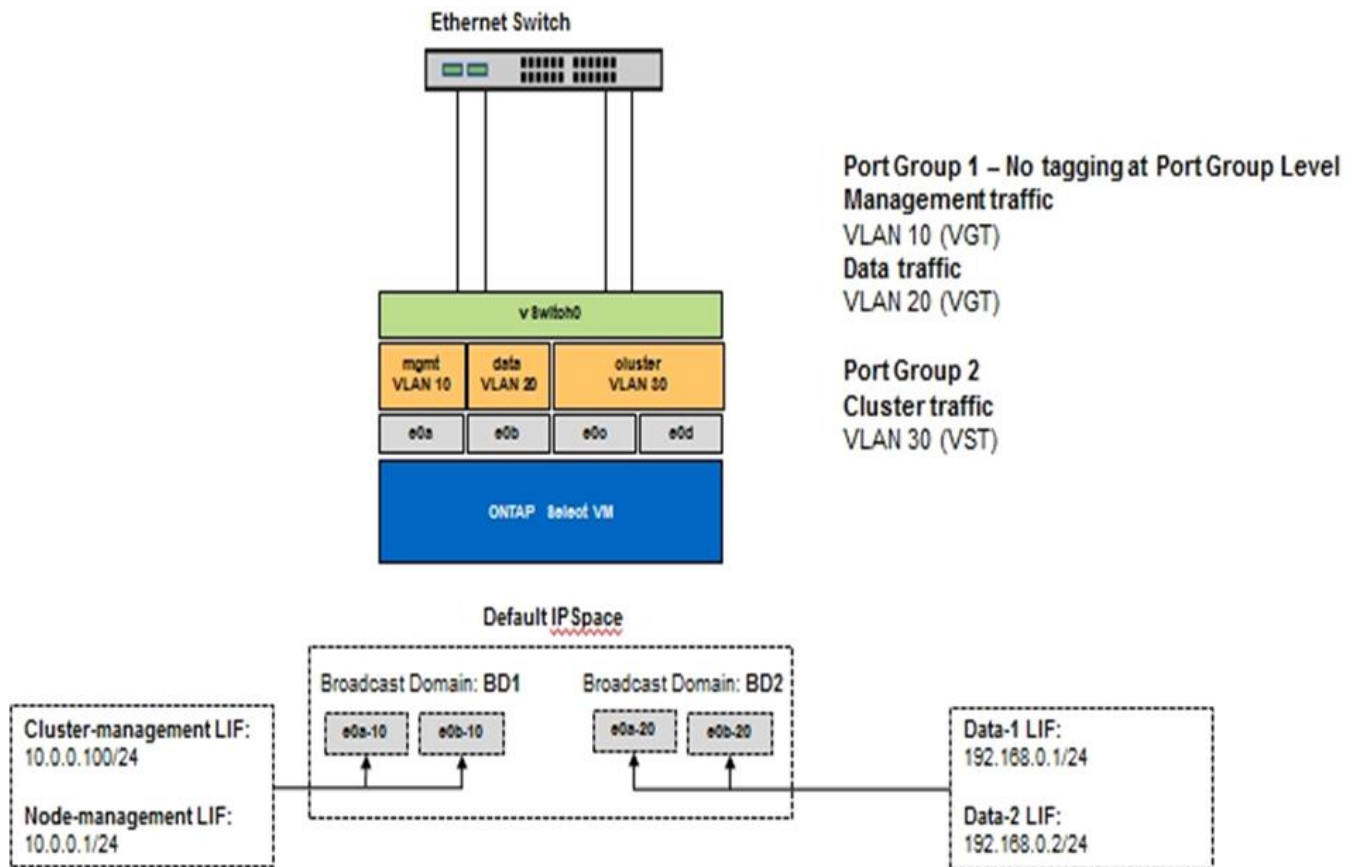 Ethernet Switch
Port Group 1 – No tagging at Port Group Level
Management traffic
VLAN 10 (VGT)
Data traffic
VLAN 20 (VGT)
Port Group 2
Cluster traffic
VLAN 30 (VST)
vSwitch0
mgmt
VLAN 10
data
VLAN 20
cluster
VLAN 30
e0a
e0b
e0c
e0d
ONTAP Select VM
Default IPSpace
Broadcast Domain: BD1
Broadcast Domain: BD2
e0a-10
e0b-10
e0a-20
e0b-20
Cluster-management LIF:
10.0.0.100/24
Node-management LIF:
10.0.0.1/24
Data-1 LIF:
192.168.0.1/24
Data-2 LIF:
192.168.0.2/24